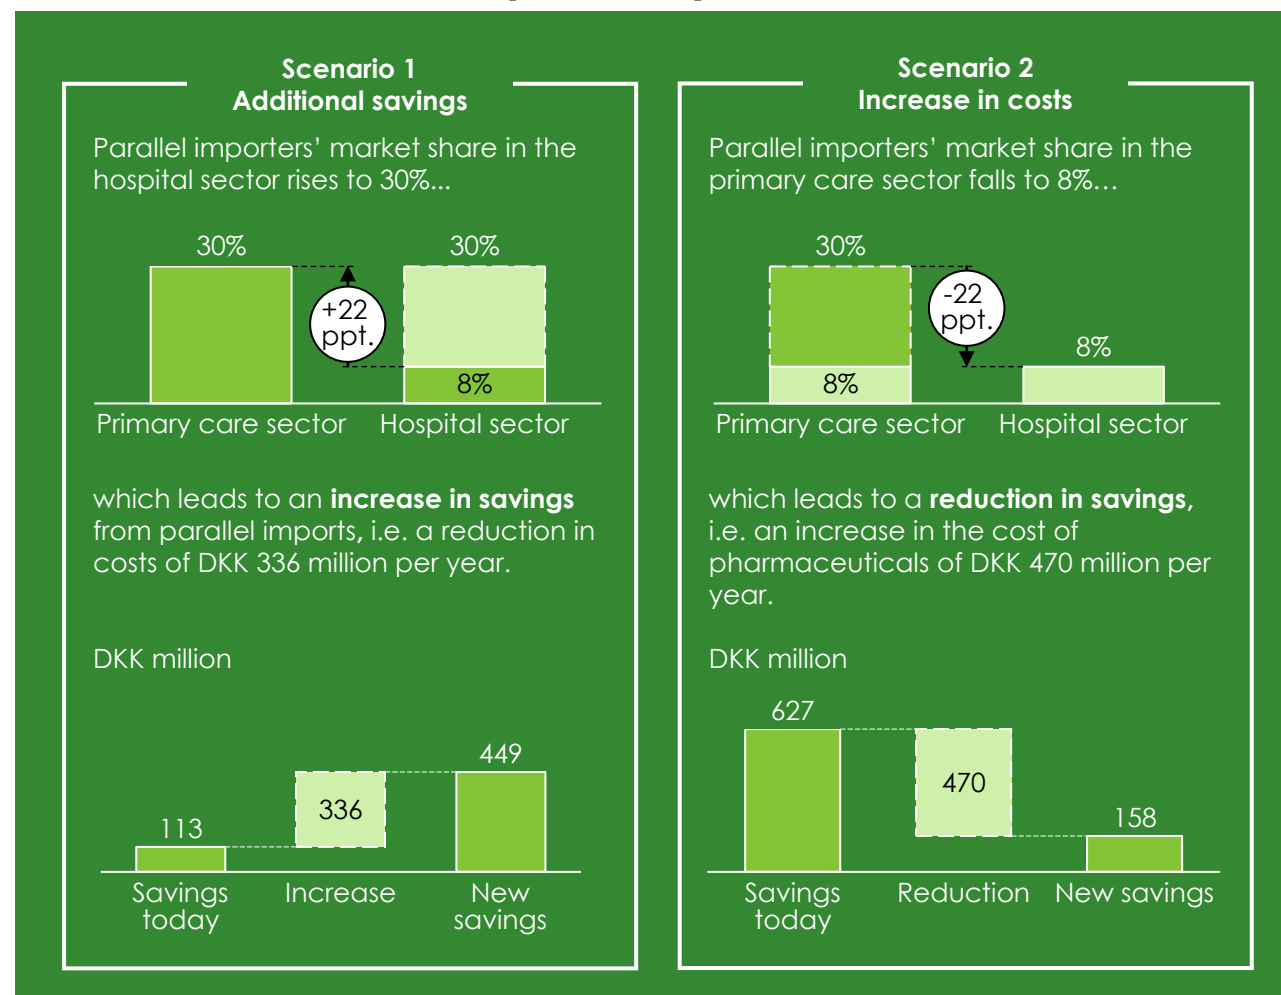 Scenario 1
Additional savings
Parallel importers’ market share in the
hospital sector rises to 30%...
30%
30%
+22
ppt.
8%
Primary care sector
Hospital sector
which leads to an increase in savings
from parallel imports, i.e. a reduction in
costs of DKK 336 million per year.
DKK million
113
336
449
Savings
today
Increase
New
savings
Scenario 2
Increase in costs
Parallel importers’ market share in the
primary care sector falls to 8%…
30%
-22
ppt.
8%
8%
Primary care sector
Hospital sector
which leads to a reduction in savings,
i.e. an increase in the cost of
pharmaceuticals of DKK 470 million per
year.
DKK million
627
470
158
Savings
today
Reduction
New savings